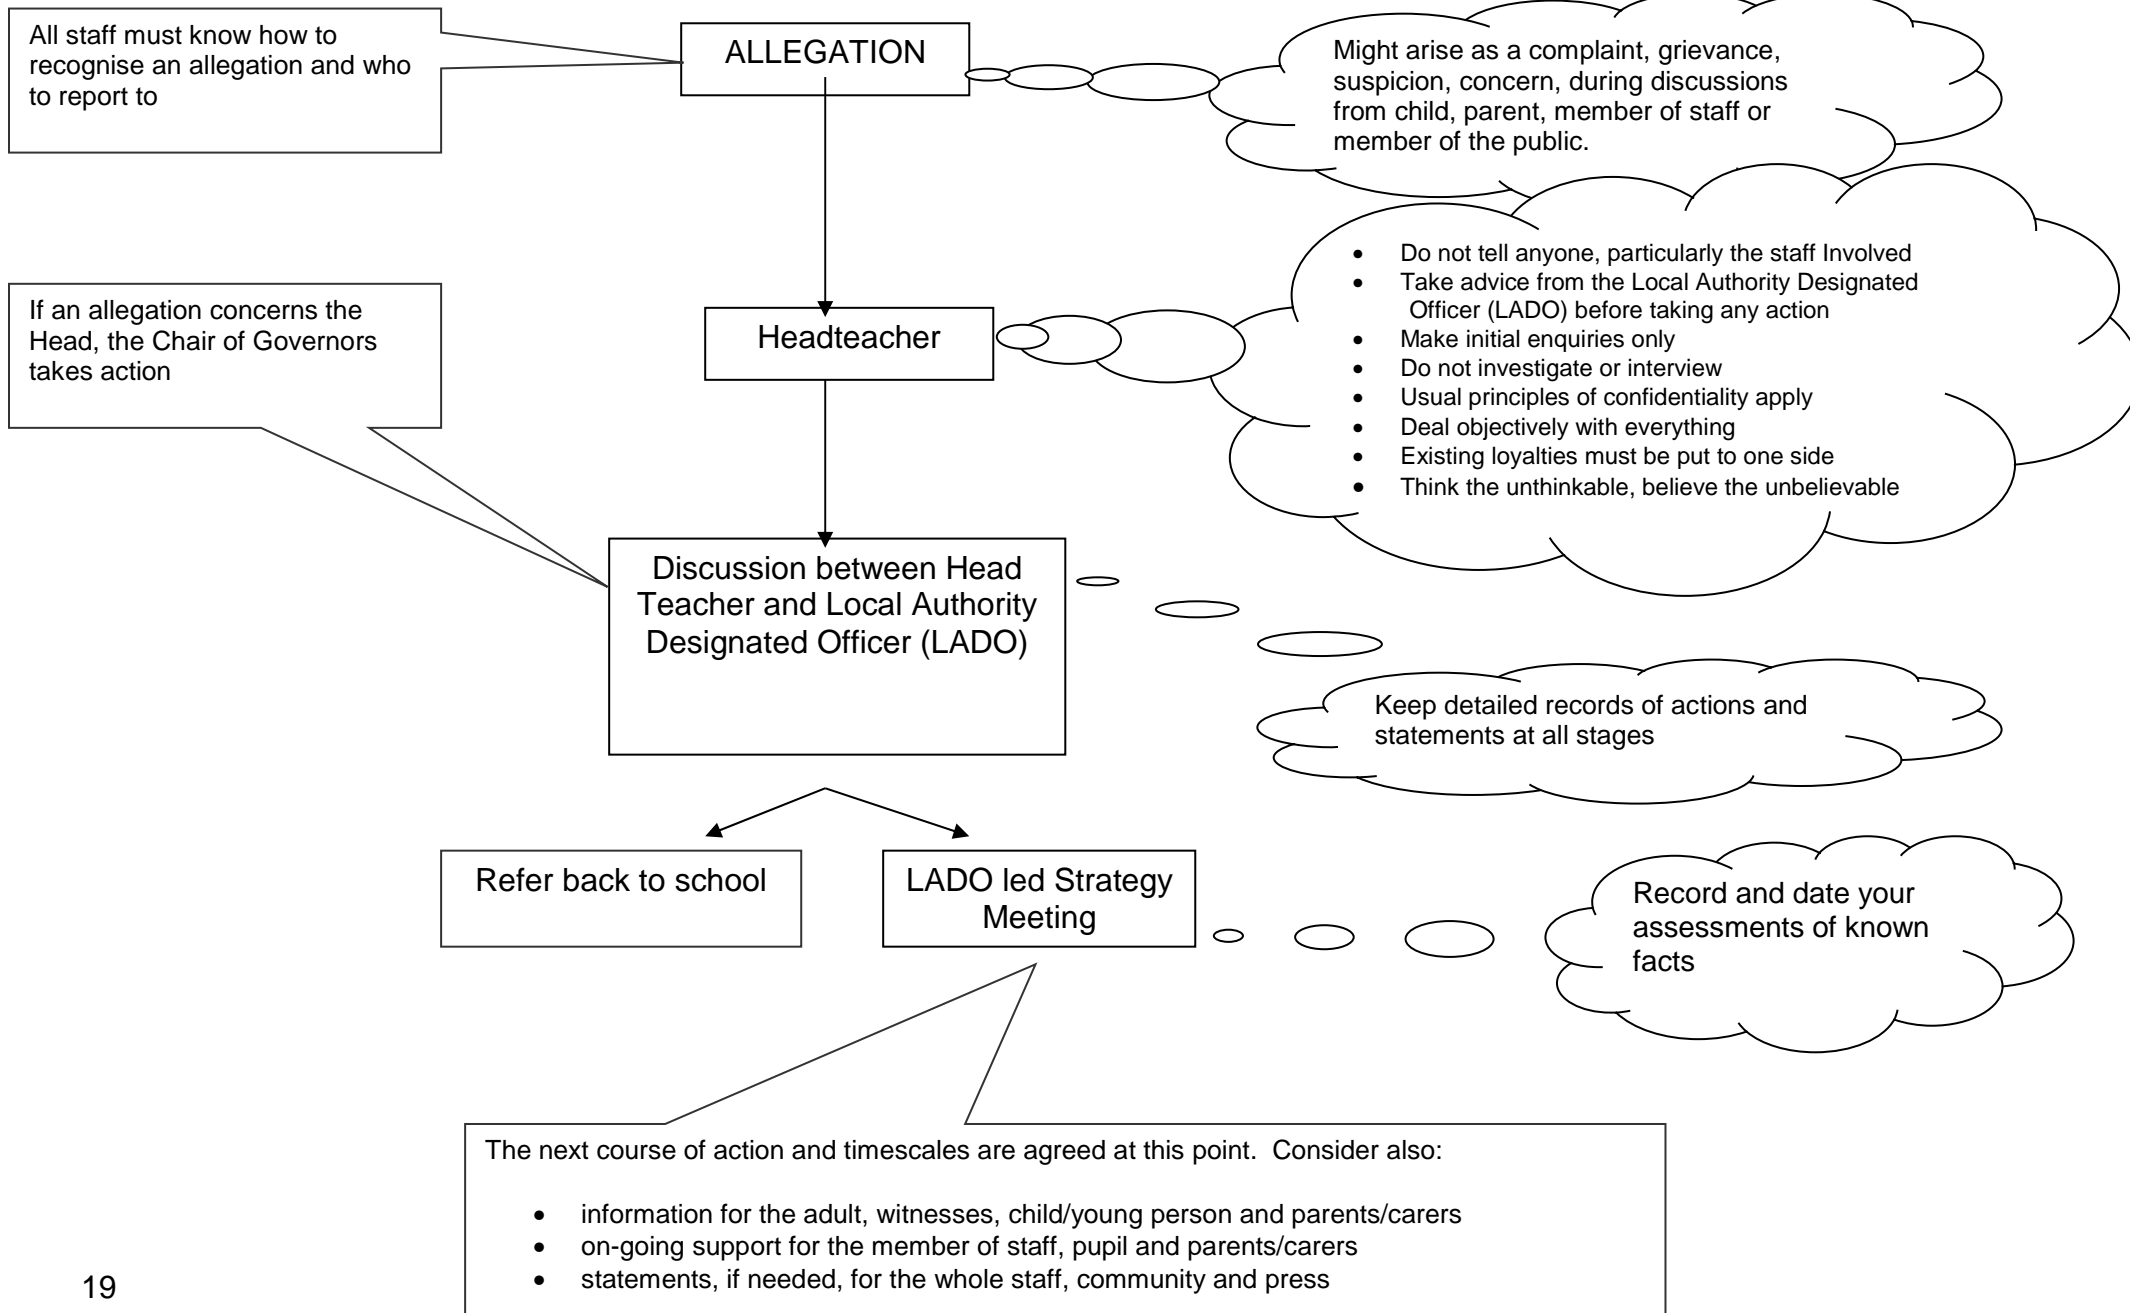 All staff must know how to
recognise an allegation and who
to report to
ALLEGATION
Might arise as a complaint, grievance,
suspicion, concern, during discussions
from child, parent, member of staff or
member of the public.
If an allegation concerns the
Head, the Chair of Governors
takes action
Headteacher
• Do not tell anyone, particularly the staff Involved
• Take advice from the Local Authority Designated
Officer (LADO) before taking any action
• Make initial enquiries only
• Do not investigate or interview
• Usual principles of confidentiality apply
• Deal objectively with everything
• Existing loyalties must be put to one side
• Think the unthinkable, believe the unbelievable
Discussion between Head
Teacher and Local Authority
Designated Officer (LADO)
Keep detailed records of actions and
statements at all stages
Refer back to school
LADO led Strategy
Meeting
Record and date your
assessments of known
facts
The next course of action and timescales are agreed at this point.  Consider also:
• information for the adult, witnesses, child/young person and parents/carers
• on-going support for the member of staff, pupil and parents/carers
• statements, if needed, for the whole staff, community and press
19